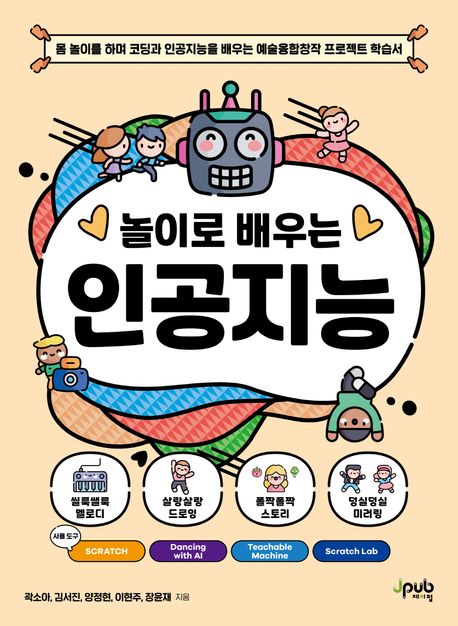 몸 놀이를 하며 코딩과 인공지능을 배우는 예술융합창작 프로젝트 학습서
놀이로 배우는
인공지능
씰룩쌜룩
멜로디
살랑살랑
드로잉
폴짝폴짝
스토리
덩실덩실
미러링
사용 도구
SCRATCH
Dancing
with AI
Teachable
Machine
Scratch Lab
곽소아, 김서진, 양정현, 이현주, 장윤재 지음
Jpub
제이펍